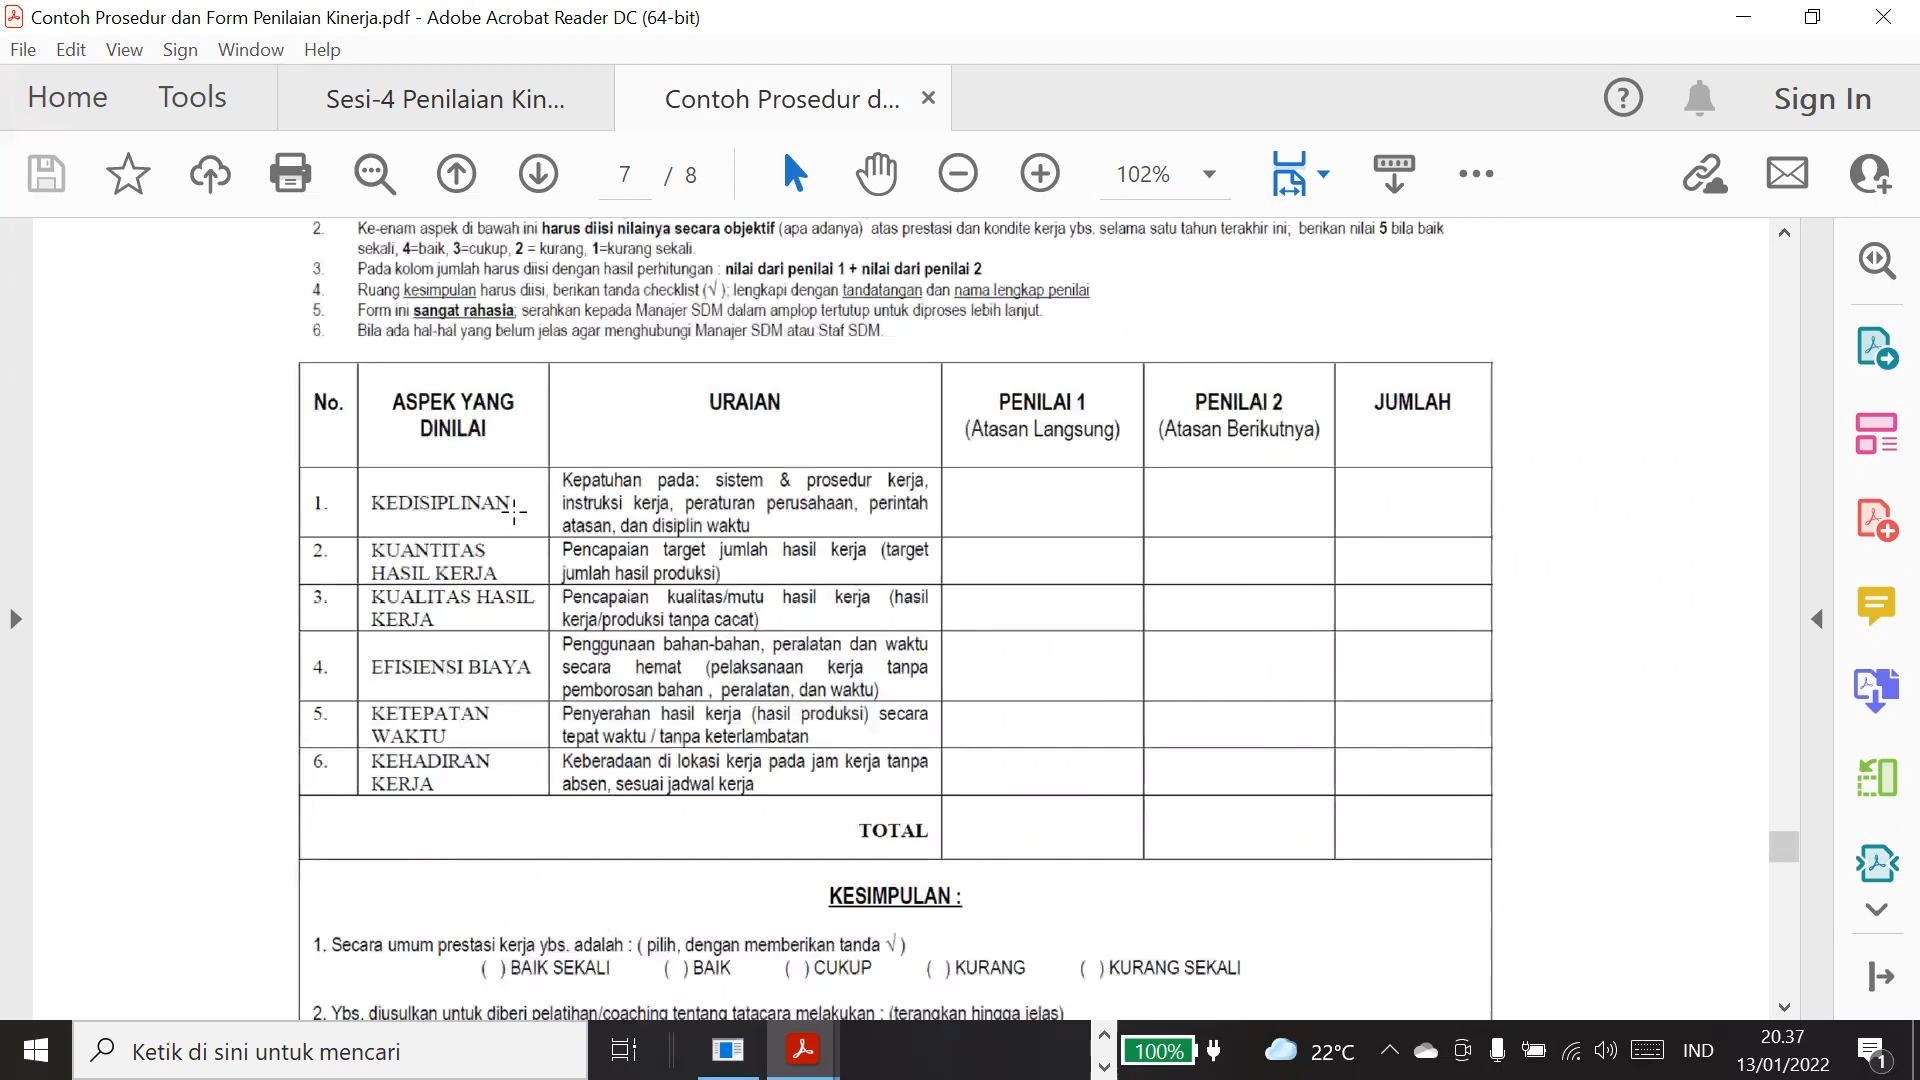 Contoh Prosedur dan Form Penilaian Kinerja.pdf - Adobe Acrobat Reader DC (64-bit)
File Edit View Sign Window Help
Home Tools Sesi-4 Penilaian Kin... Contoh Prosedur d... Sign In
7 / 8 102%
2. Ke-enam aspek di bawah ini harus diisi nilainya secara objektif (apa adanya) atas prestasi dan kondite kerja ybs. selama satu tahun terakhir ini; berikan nilai 5 bila baik
sekali, 4=baik, 3=cukup, 2 = kurang, 1=kurang sekali.
3. Pada kolom jumlah harus diisi dengan hasil perhitungan : nilai dari penilai 1 + nilai dari penilai 2
4. Ruang kesimpulan harus diisi, berikan tanda checklist (√ ); lengkapi dengan tandatangan dan nama lengkap penilai
5. Form ini sangat rahasia; serahkan kepada Manajer SDM dalam amplop tertutup untuk diproses lebih lanjut.
6. Bila ada hal-hal yang belum jelas agar menghubungi Manajer SDM atau Staf SDM.
No. ASPEK YANG DINILAI URAIAN PENILAI 1 (Atasan Langsung) PENILAI 2 (Atasan Berikutnya) JUMLAH
1. KEDISIPLINAN Kepatuhan pada: sistem & prosedur kerja,
instruksi kerja, peraturan perusahaan, perintah
atasan, dan disiplin waktu
2. KUANTITAS HASIL KERJA Pencapaian target jumlah hasil kerja (target
jumlah hasil produksi)
3. KUALITAS HASIL KERJA Pencapaian kualitas/mutu hasil kerja (hasil
kerja/produksi tanpa cacat)
4. EFISIENSI BIAYA Penggunaan bahan-bahan, peralatan dan waktu
secara hemat (pelaksanaan kerja tanpa
pemborosan bahan , peralatan, dan waktu)
5. KETEPATAN WAKTU Penyerahan hasil kerja (hasil produksi) secara
tepat waktu / tanpa keterlambatan
6. KEHADIRAN KERJA Keberadaan di lokasi kerja pada jam kerja tanpa
absen, sesuai jadwal kerja
TOTAL
KESIMPULAN :
1. Secara umum prestasi kerja ybs. adalah : ( pilih, dengan memberikan tanda √ )
( ) BAIK SEKALI ( ) BAIK ( ) CUKUP ( ) KURANG ( ) KURANG SEKALI
2. Ybs. diusulkan untuk diberi pelatihan/coaching tentang tatacara melakukan : (terangkan hingga jelas)
Ketik di sini untuk mencari
100% 22°C IND
20.37
13/01/2022
1